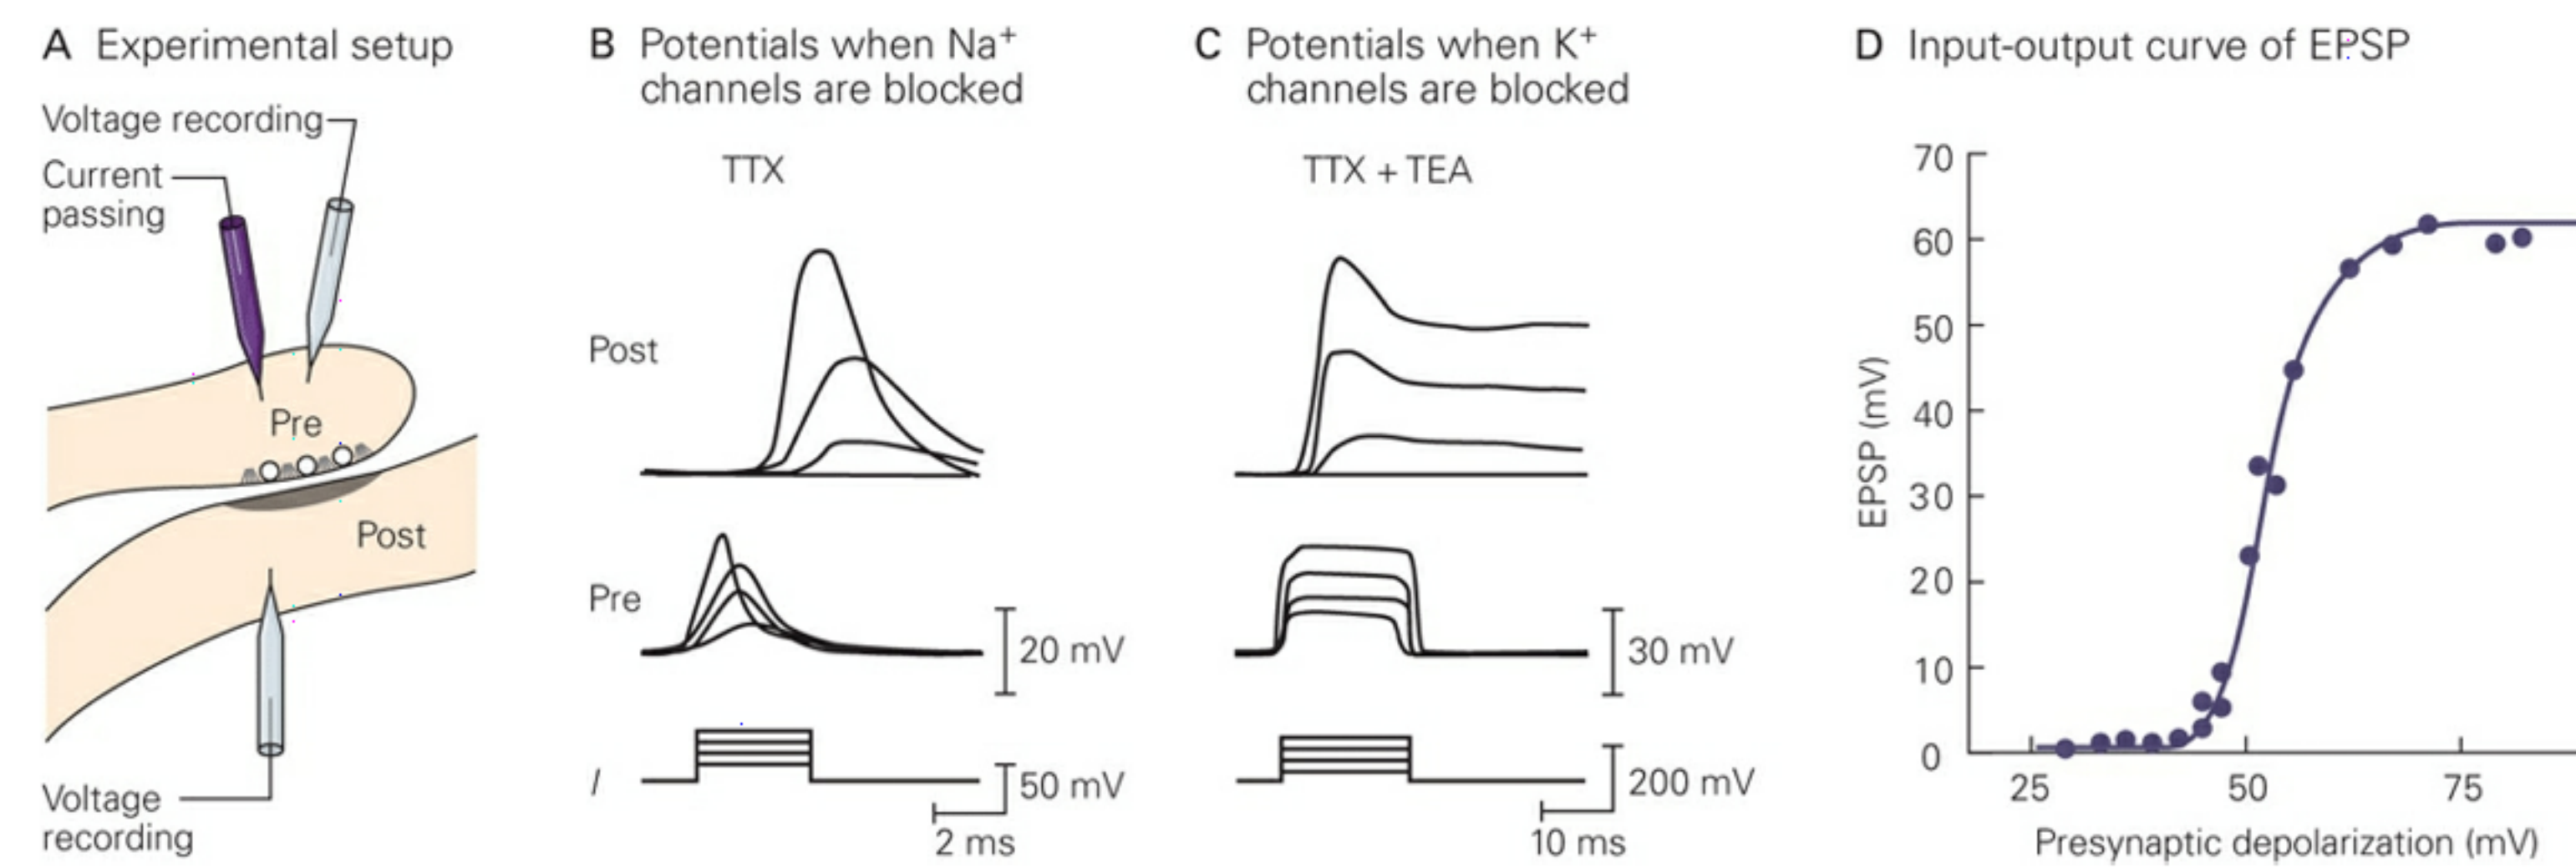 A Experimental setup
Voltage recording
Current
passing
Pre
Post
Voltage
recording
B Potentials when Na⁺
channels are blocked
TTX
Post
Pre
20 mV
I
50 mV
2 ms
C Potentials when K⁺
channels are blocked
TTX + TEA
30 mV
200 mV
10 ms
D Input-output curve of EPSP
70
60
50
40
30
20
10
0
EPSP (mV)
25 50 75
Presynaptic depolarization (mV)